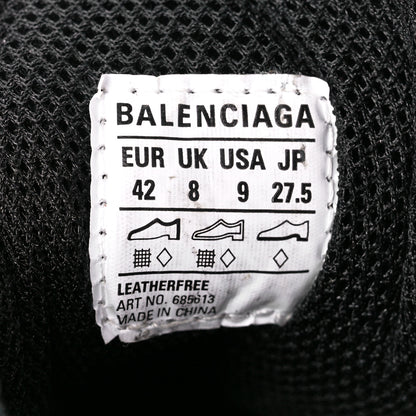 BALENCIAGA
EUR UK USA JP
42 8 9 27.5
LEATHERFREE
ART NO. 685613
MADE IN CHINA